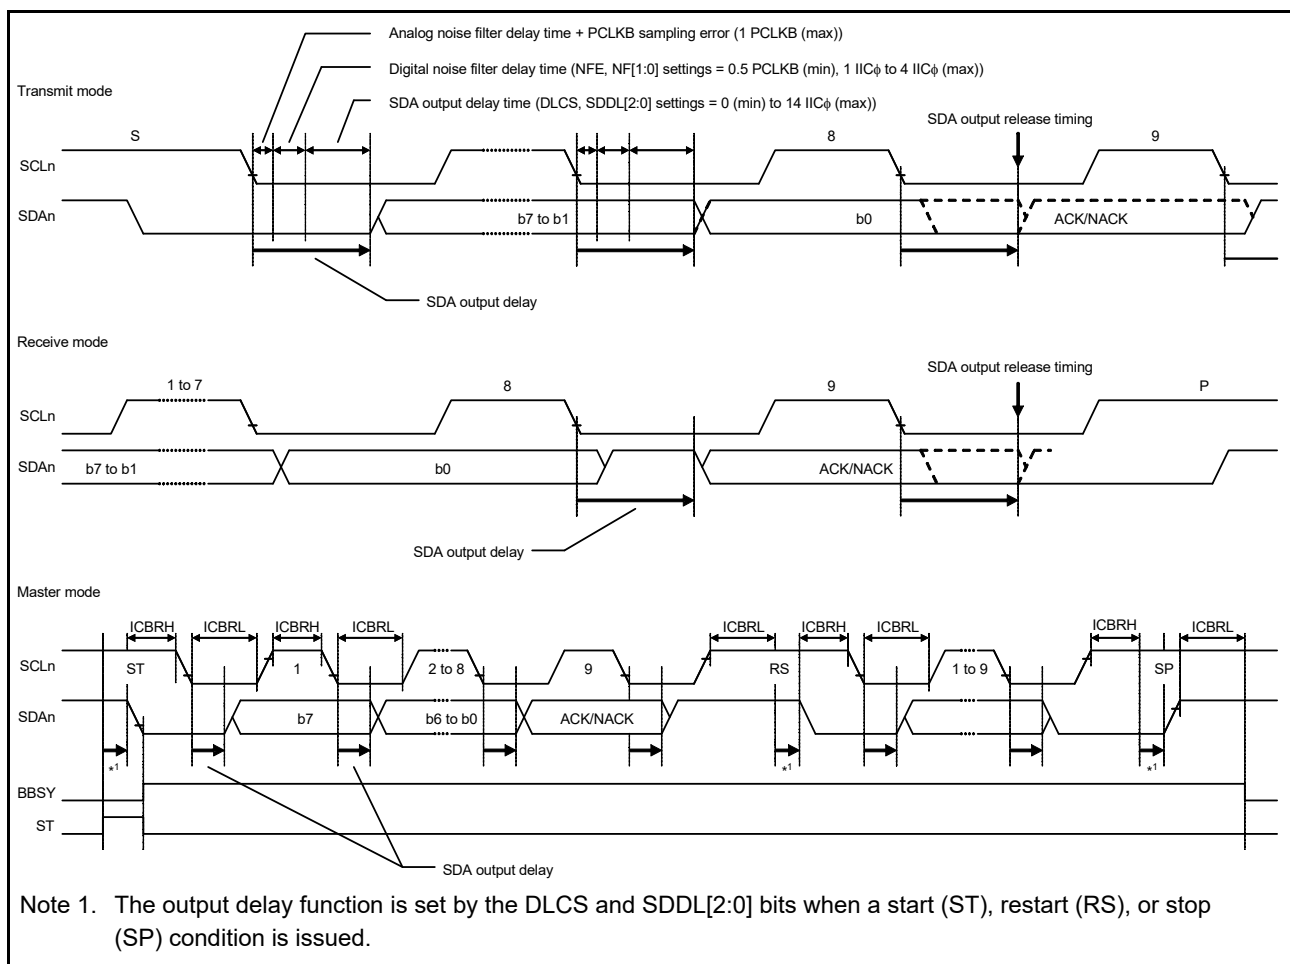 Analog noise filter delay time + PCLKB sampling error (1 PCLKB (max))
Digital noise filter delay time (NFE, NF[1:0] settings = 0.5 PCLKB (min), 1 IICϕ to 4 IICϕ (max))
Transmit mode
SDA output delay time (DLCS, SDDL[2:0] settings = 0 (min) to 14 IICϕ (max))
SDA output release timing
S 8 9
SCLn
SDAn
b7 to b1 b0 ACK/NACK
SDA output delay
Receive mode
SDA output release timing
1 to 7 8 9 P
SCLn
SDAn
b7 to b1 b0 ACK/NACK
SDA output delay
Master mode
ICBRH ICBRL ICBRH ICBRL ICBRL ICBRH ICBRL ICBRH ICBRL
SCLn ST 1 2 to 8 9 RS 1 to 9 SP
SDAn b7 b6 to b0 ACK/NACK
*1 *1 *1
BBSY
ST
SDA output delay
Note 1. The output delay function is set by the DLCS and SDDL[2:0] bits when a start (ST), restart (RS), or stop
(SP) condition is issued.